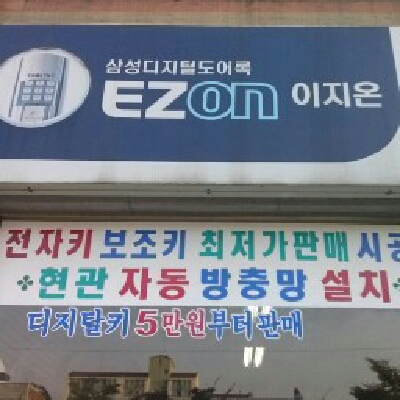 삼성디지털도어록
EZon 이지온
전자키 보조키 최저가판매 시공
현관 자동 방충망 설치
디지탈키 5만원부터판매